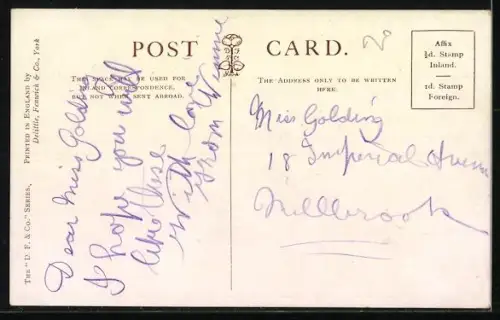 POST CARD.
THIS SPACE MAY BE USED FOR
INLAND CORRESPONDENCE,
BUT NOT WHEN SENT ABROAD.
THE ADDRESS ONLY TO BE WRITTEN
HERE.
Affix
½d. Stamp
Inland.
1d. Stamp
Foreign.
THE "D. F. & Co." SERIES.
PRINTED IN ENGLAND BY
Delittle, Fenwick & Co., York
Dear Miss Golding
I hope you will
like these
With love
from Winnie
Miss Golding
18 Imperial Avenue
Millbrook